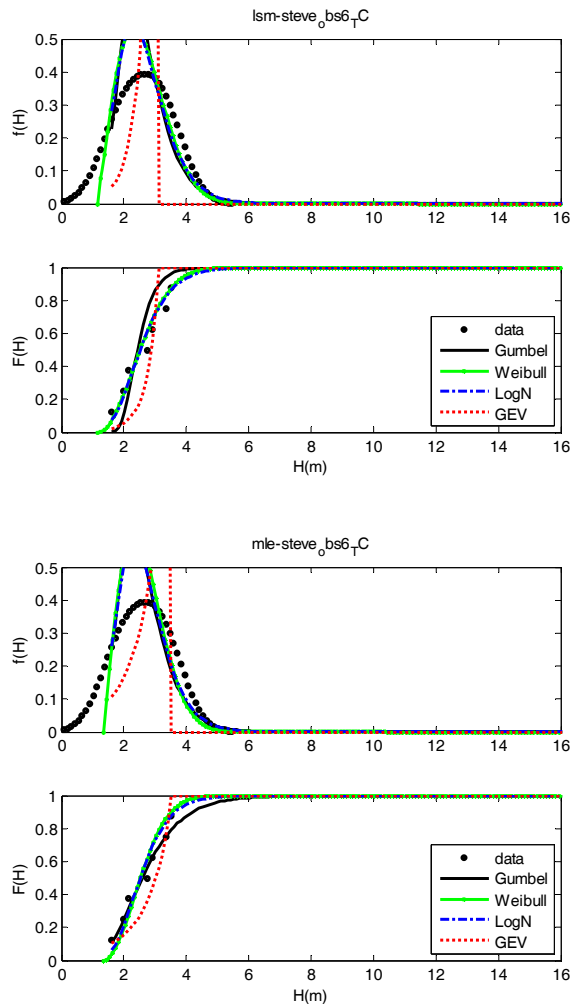 lsm-steve_obs6_TC
0.5
0.4
0.3
0.2
0.1
0
f(H)
0 2 4 6 8 10 12 14 16
1
0.8
0.6
0.4
0.2
0
F(H)
data
Gumbel
Weibull
LogN
GEV
0 2 4 6 8 10 12 14 16
H(m)
mle-steve_obs6_TC
0.5
0.4
0.3
0.2
0.1
0
f(H)
0 2 4 6 8 10 12 14 16
1
0.8
0.6
0.4
0.2
0
F(H)
data
Gumbel
Weibull
LogN
GEV
0 2 4 6 8 10 12 14 16
H(m)